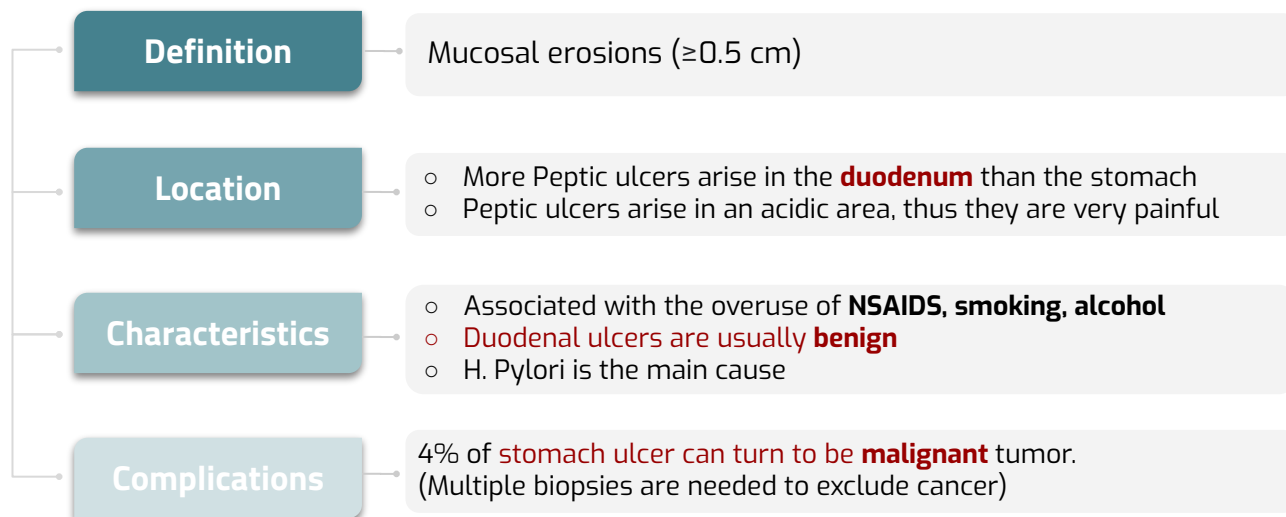 Definition
Mucosal erosions (≥0.5 cm)
Location
○ More Peptic ulcers arise in the duodenum than the stomach
○ Peptic ulcers arise in an acidic area, thus they are very painful
Characteristics
○ Associated with the overuse of NSAIDS, smoking, alcohol
○ Duodenal ulcers are usually benign
○ H. Pylori is the main cause
Complications
4% of stomach ulcer can turn to be malignant tumor.
(Multiple biopsies are needed to exclude cancer)